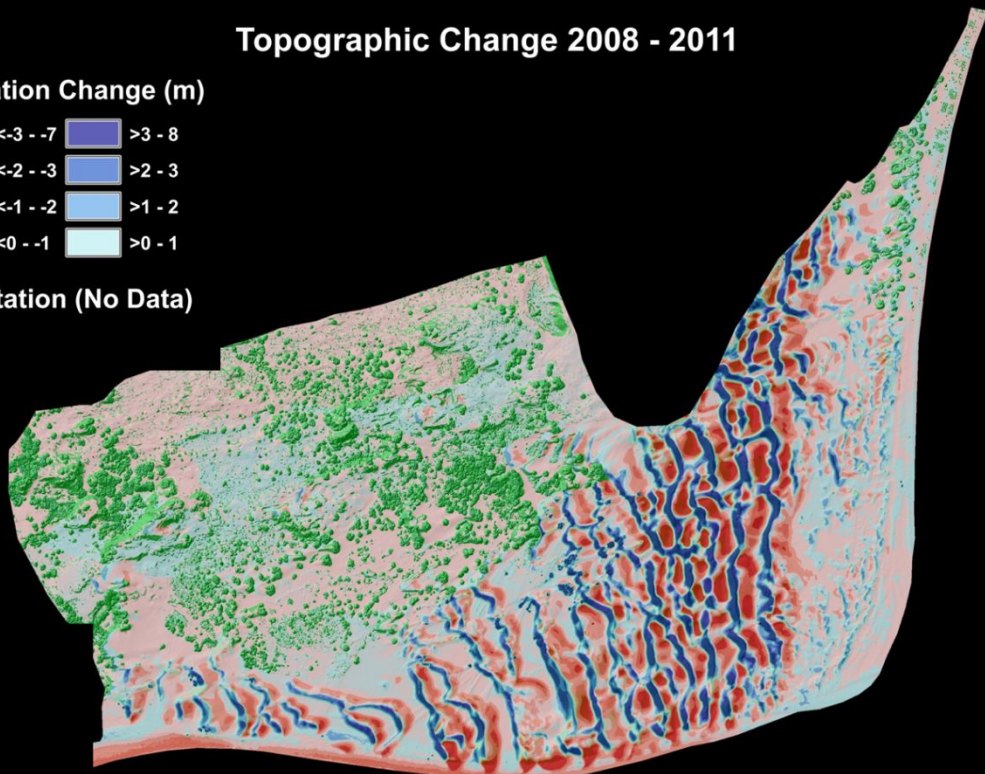 Topographic Change 2008 - 2011
ation Change (m)
<-3 - -7 >3 - 8
<-2 - -3 >2 - 3
<-1 - -2 >1 - 2
<0 - -1 >0 - 1
tation (No Data)